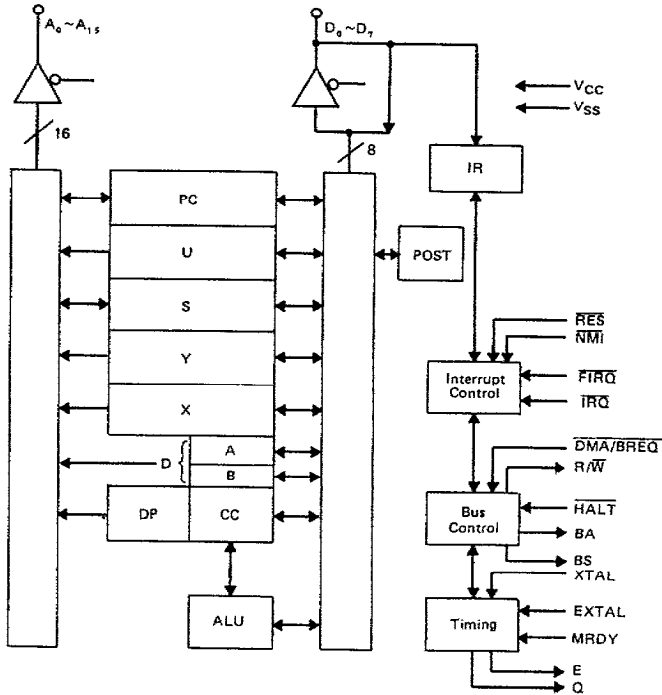 A₀~A₁₅
D₀~D₇
VCC
VSS
16
8
IR
PC
U
POST
S
RES
NMI
Y
Interrupt
Control
FIRQ
IRQ
X
A
D
B
DMA/BREQ
R/W
DP
CC
Bus
Control
HALT
BA
BS
XTAL
ALU
Timing
EXTAL
MRDY
E
Q